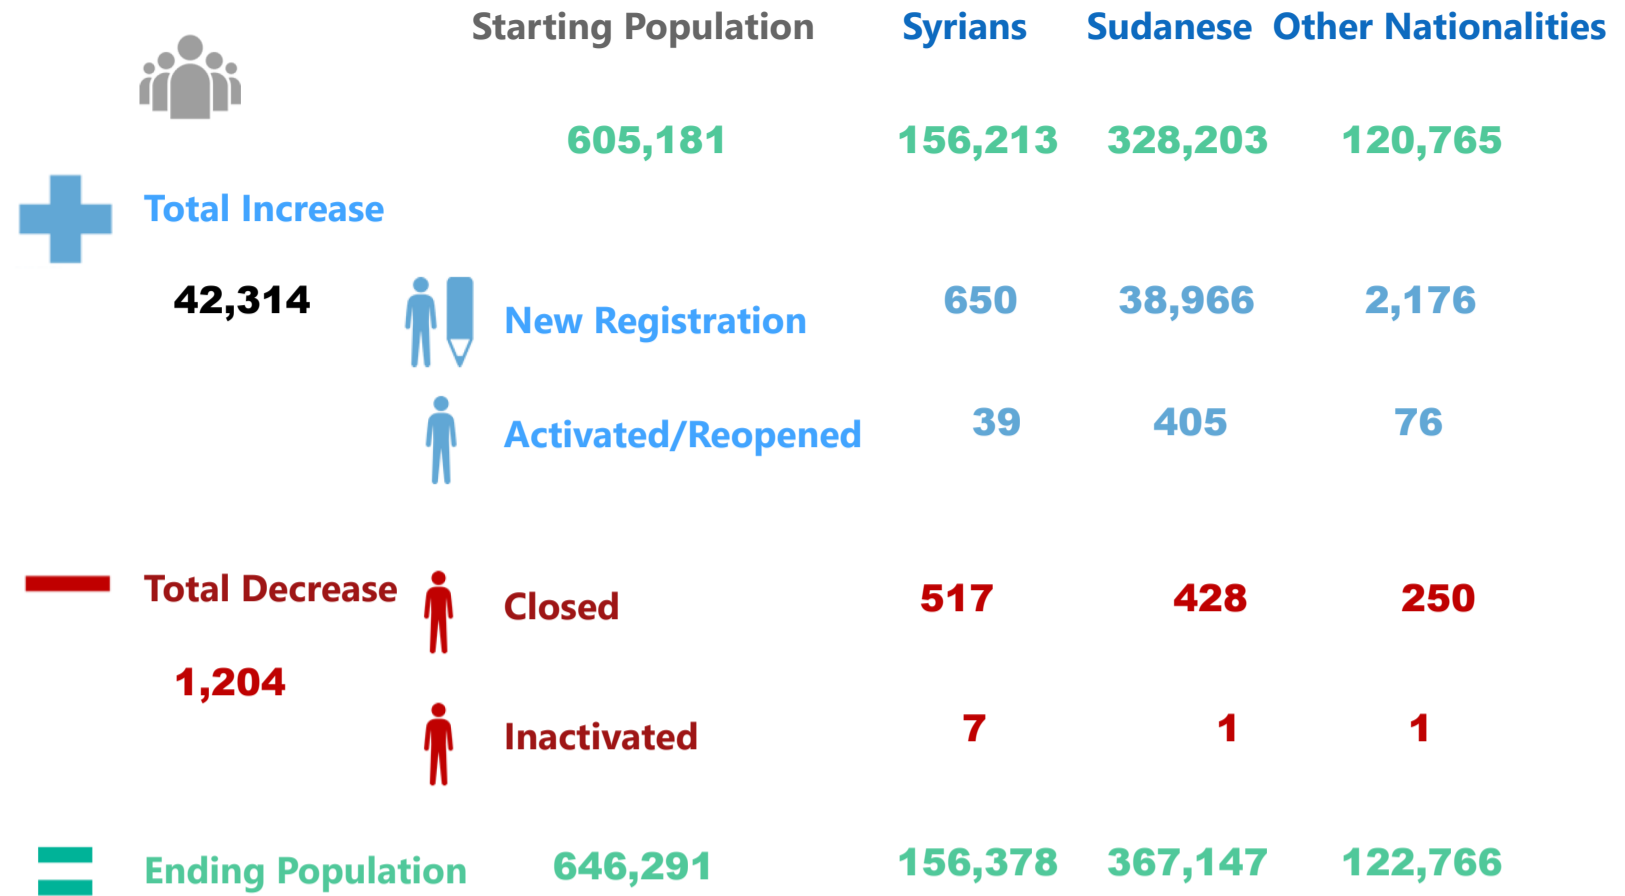 Starting Population Syrians Sudanese Other Nationalities
605,181 156,213 328,203 120,765
Total Increase
42,314 New Registration 650 38,966 2,176
Activated/Reopened 39 405 76
Total Decrease Closed 517 428 250
1,204
Inactivated 7 1 1
Ending Population 646,291 156,378 367,147 122,766